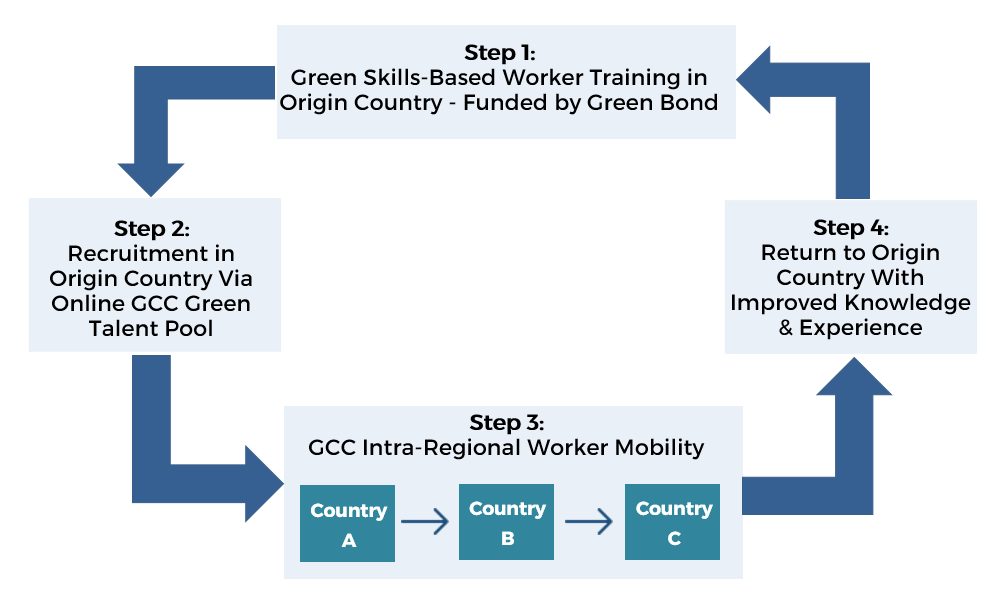 Step 1:
Green Skills-Based Worker Training in
Origin Country - Funded by Green Bond
Step 2:
Recruitment in
Origin Country Via
Online GCC Green
Talent Pool
Step 3:
GCC Intra-Regional Worker Mobility
Country
A
Country
B
Country
C
Step 4:
Return to Origin
Country With
Improved Knowledge
& Experience